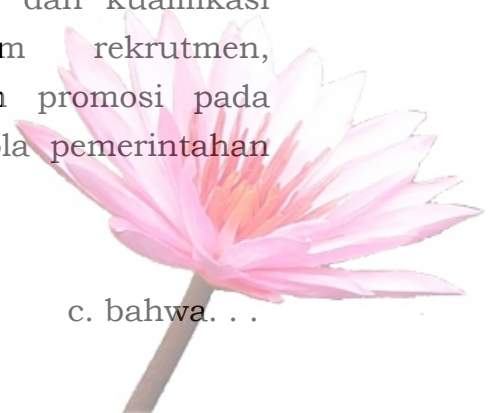 dan kualifikasi
rekrutmen,
promosi pada
pemerintahan
c. bahwa. . .